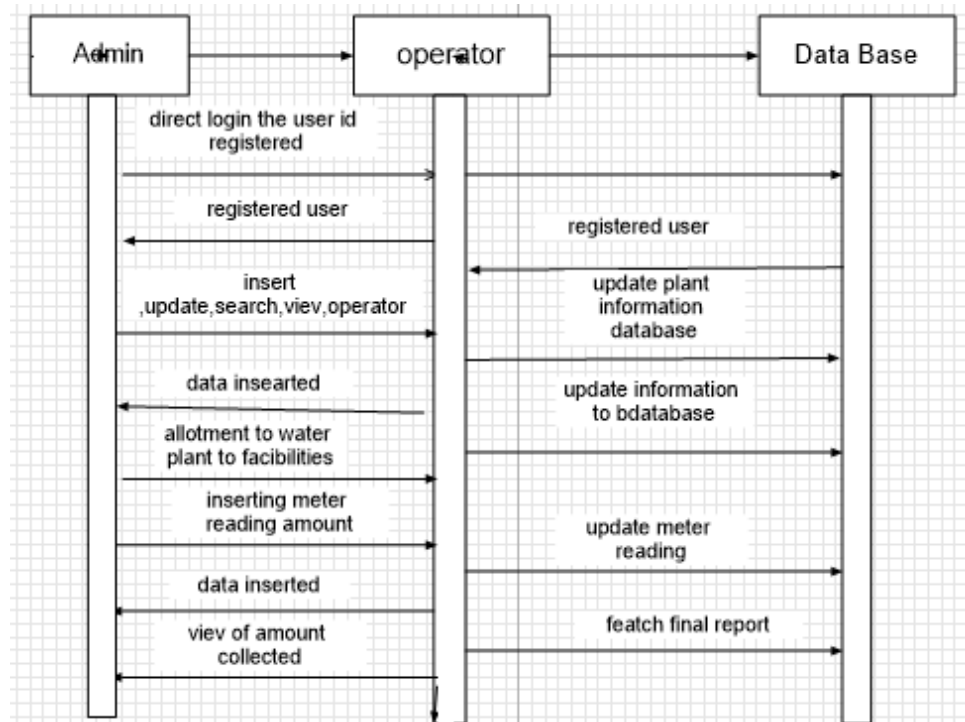 Admin
operator
Data Base
direct login the user id
registered
registered user
registered user
insert
,update,search,viev,operator
update plant
information
database
data insearted
update information
to bdatabase
allotment to water
plant to facibilities
inserting meter
reading amount
update meter
reading
data inserted
featch final report
viev of amount
collected